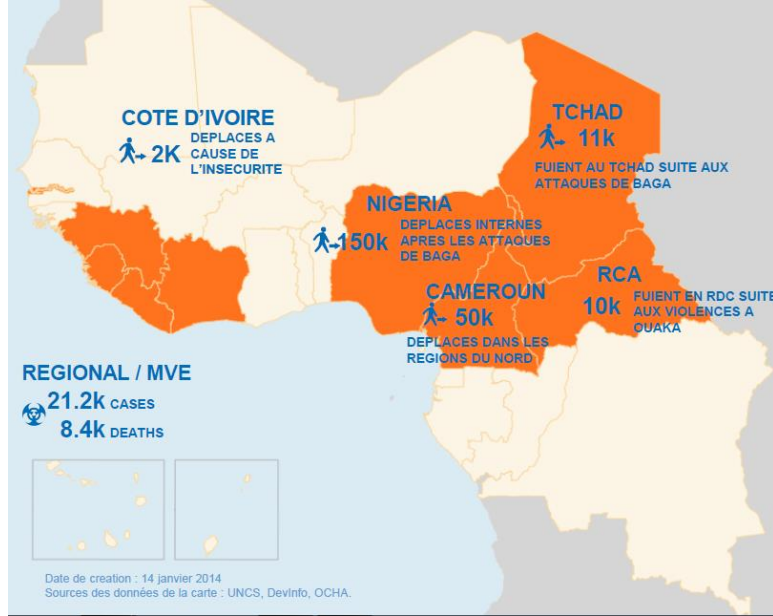 COTE D'IVOIRE
2K
DEPLACES A
CAUSE DE
L'INSECURITE
TCHAD
11k
FUIENT AU TCHAD SUITE AUX
ATTAQUES DE BAGA
NIGERIA
150k
DEPLACES INTERNES
APRES LES ATTAQUES
DE BAGA
CAMEROUN
50k
DEPLACES DANS LES
REGIONS DU NORD
RCA
10k
FUIENT EN RDC SUITE
AUX VIOLENCES A
OUAKA
REGIONAL / MVE
21.2k CASES
8.4k DEATHS
Date de creation : 14 janvier 2014
Sources des données de la carte : UNCS, DevInfo, OCHA.